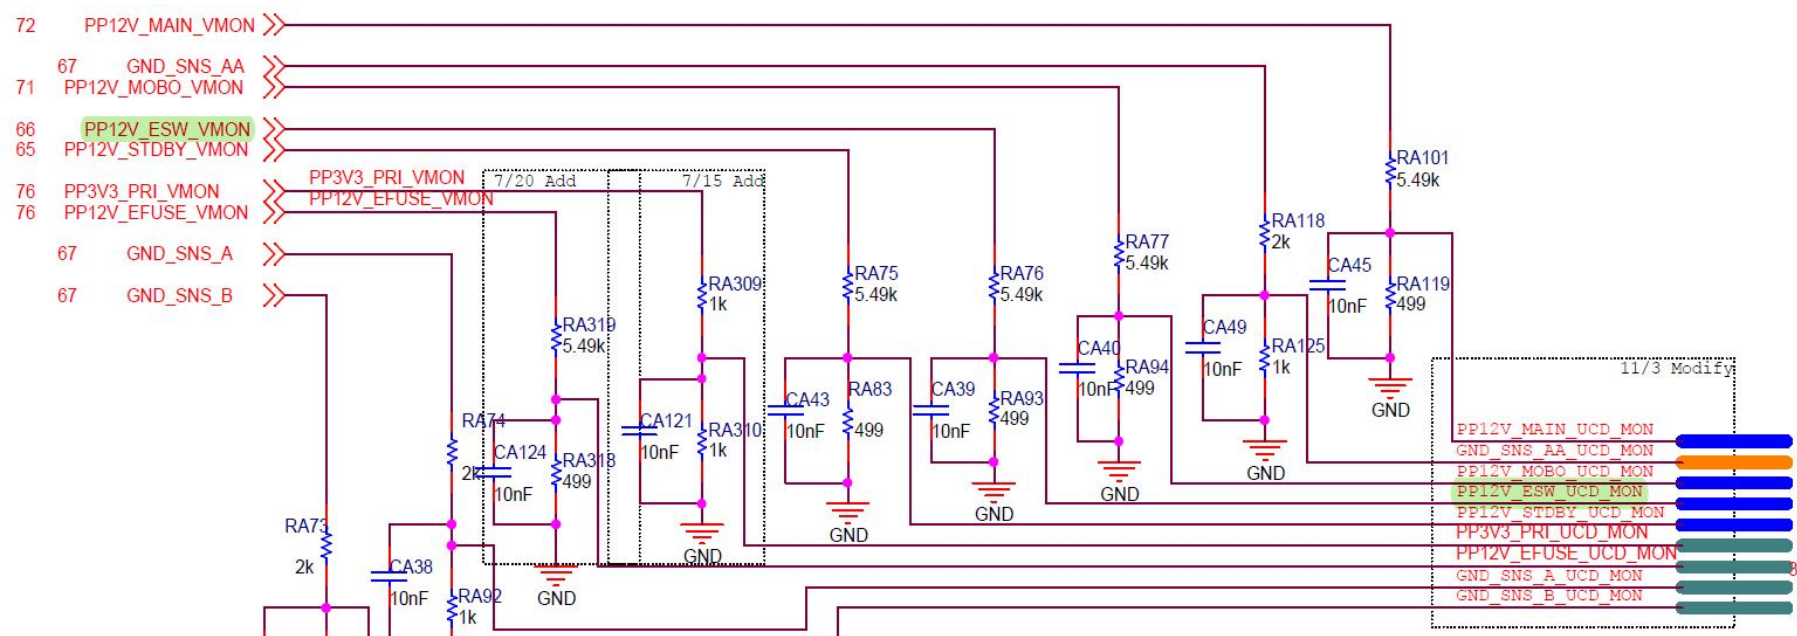 72 PP12V_MAIN_VMON
67 GND_SNS_AA
71 PP12V_MOBO_VMON
66 PP12V_ESW_VMON
65 PP12V_STDBY_VMON
76 PP3V3_PRI_VMON
76 PP12V_EFUSE_VMON
67 GND_SNS_A
67 GND_SNS_B
PP3V3_PRI_VMON
PP12V_EFUSE_VMON
7/20 Add
7/15 Add
RA101
5.49k
RA118
2k
RA77
5.49k
CA45
10nF
RA119
499
GND
RA309
1k
RA75
5.49k
RA76
5.49k
RA319
5.49k
CA49
10nF
RA125
1k
GND
CA40
10nF
RA94
499
GND
CA39
10nF
RA93
499
GND
CA43
10nF
RA83
499
GND
CA121
10nF
RA310
1k
GND
RA74
2k
CA124
10nF
RA318
499
GND
RA73
2k
CA38
10nF
RA92
1k
11/3 Modify
PP12V_MAIN_UCD_MON
GND_SNS_AA_UCD_MON
PP12V_MOBO_UCD_MON
PP12V_ESW_UCD_MON
PP12V_STDBY_UCD_MON
PP3V3_PRI_UCD_MON
PP12V_EFUSE_UCD_MON
GND_SNS_A_UCD_MON
GND_SNS_B_UCD_MON